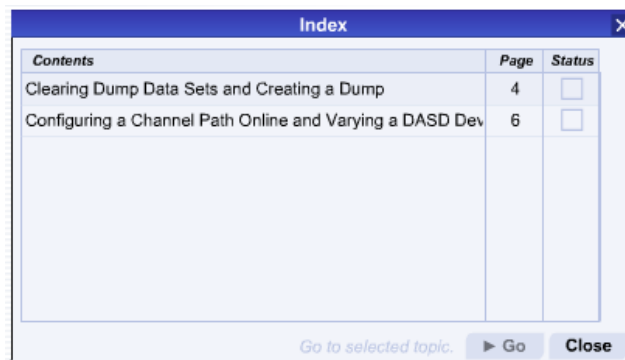 Index
Contents Page Status
Clearing Dump Data Sets and Creating a Dump 4
Configuring a Channel Path Online and Varying a DASD Dev 6
Go to selected topic. ► Go Close